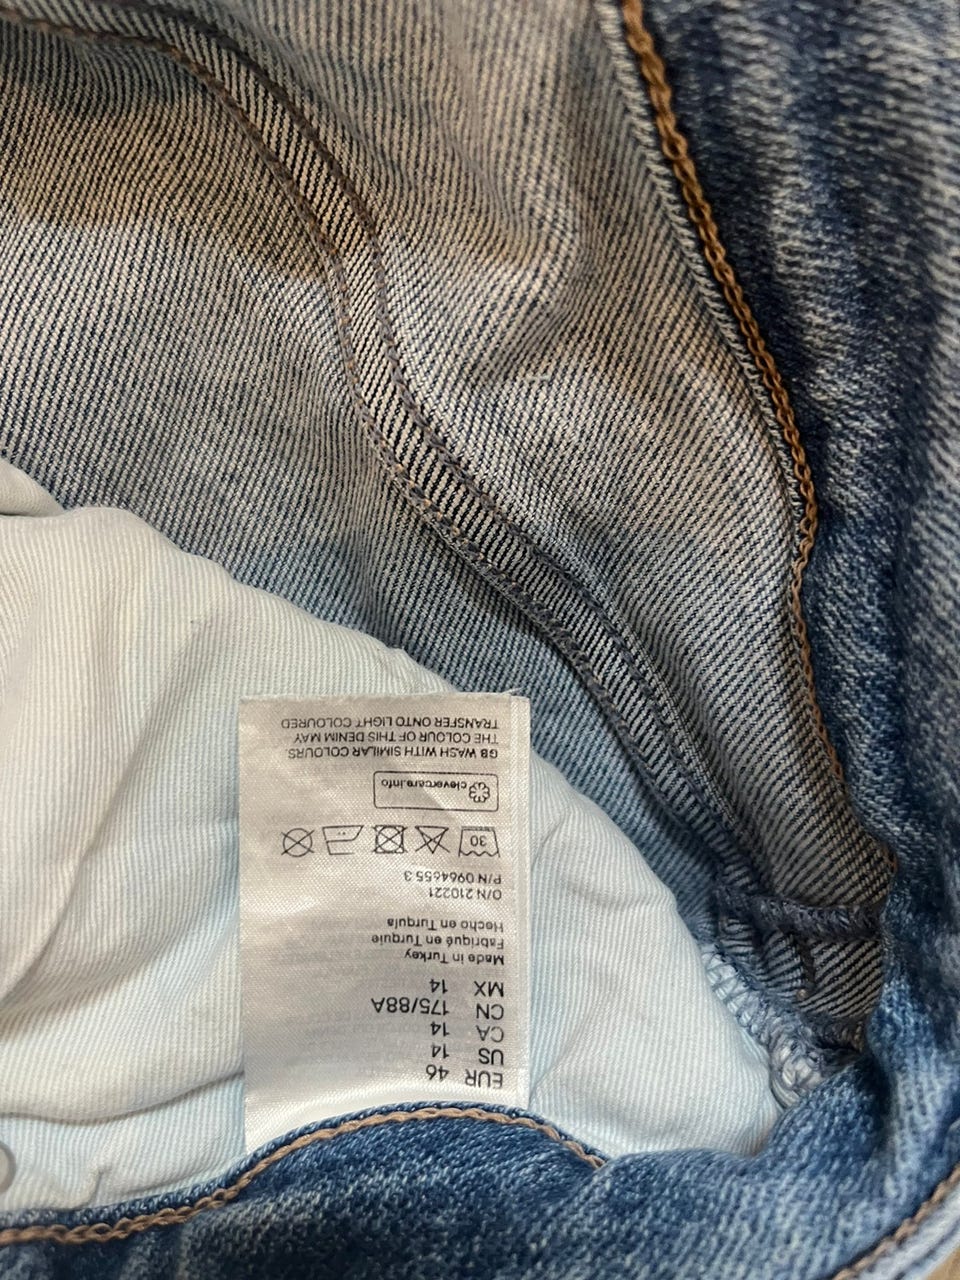 EUR 46
US 14
CA 14
CN 175/88A
MX 14
Made in Turkey
Fabriqué en Turquie
Hecho en Turquía
O/N 210221
P/N 0964655 3
30
clevercare.info
GB WASH WITH SIMILAR COLOURS.
THE COLOUR OF THIS DENIM MAY
TRANSFER ONTO LIGHT COLOURED